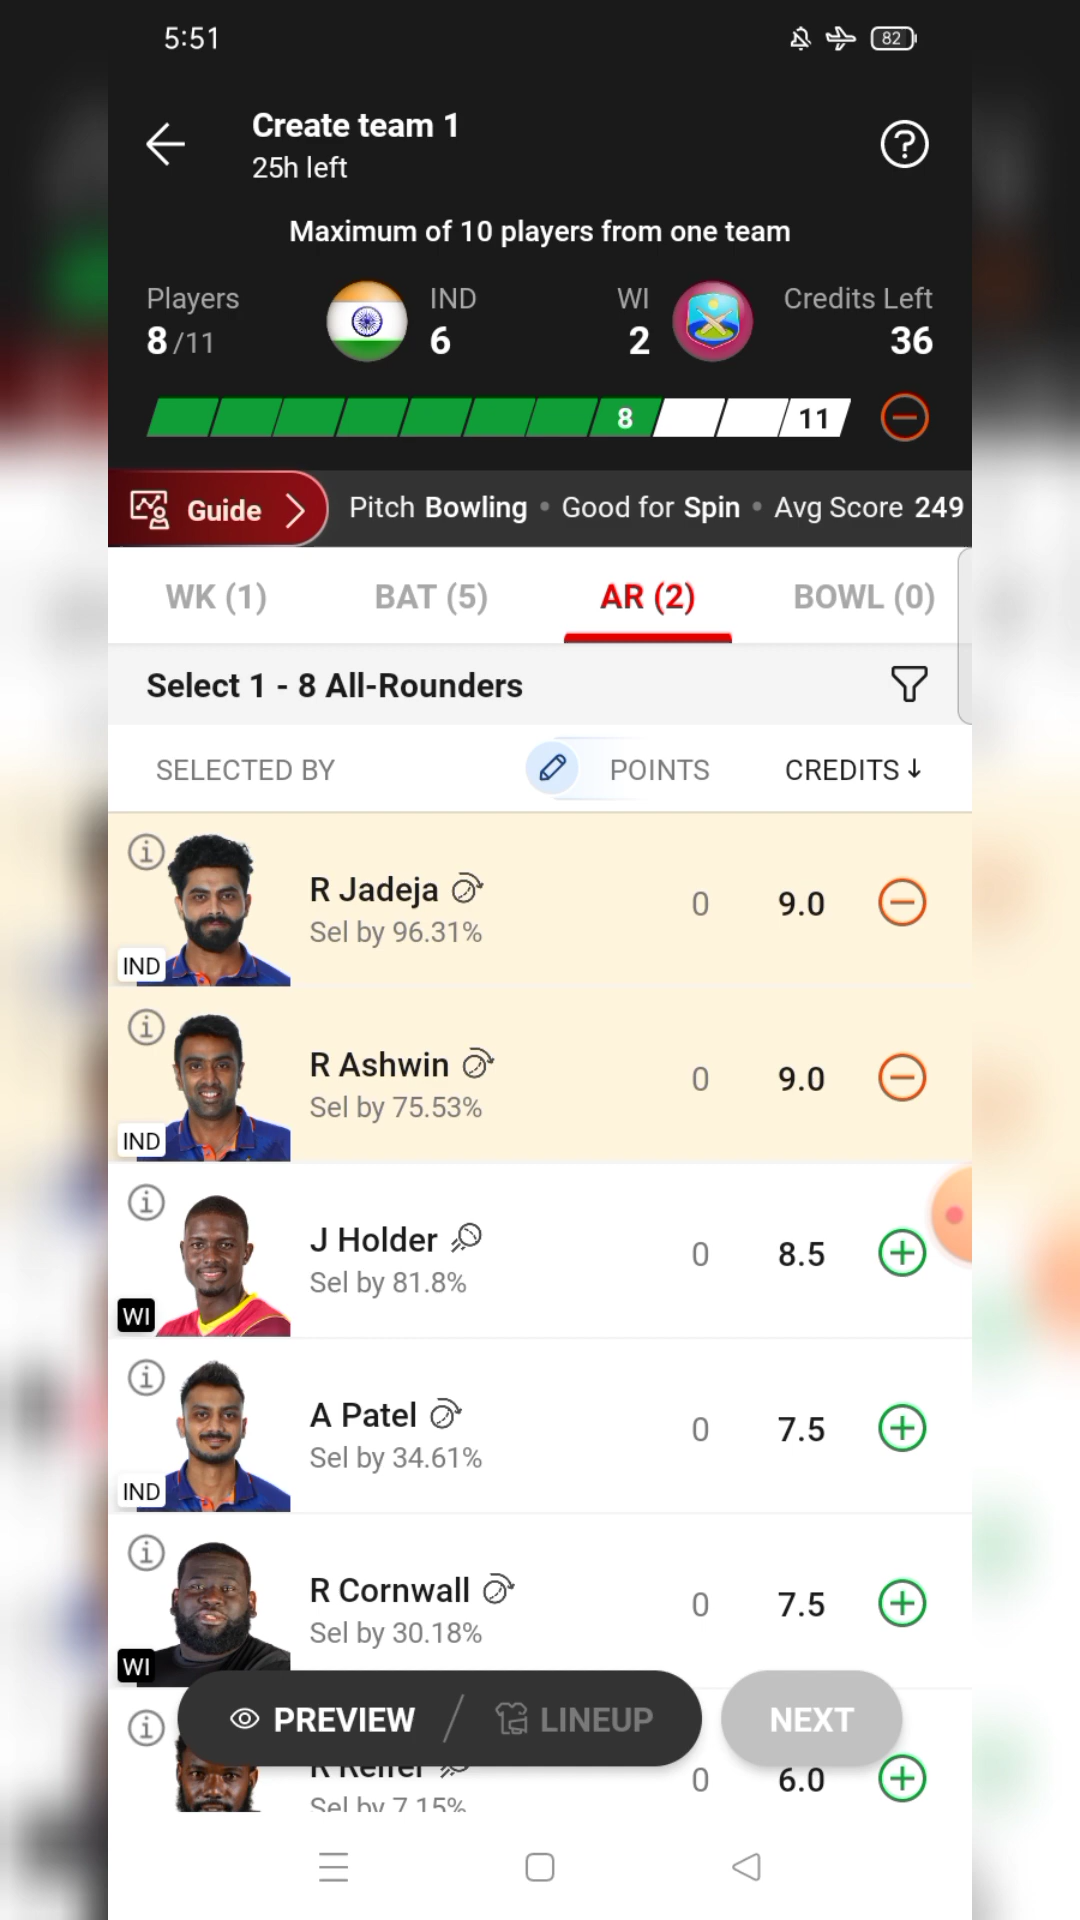 5:51
82
Create team 1
25h left
Maximum of 10 players from one team
Players IND WI Credits Left
8/11 6 2 36
8 11
Guide Pitch Bowling • Good for Spin • Avg Score 249
WK (1) BAT (5) AR (2) BOWL (0)
Select 1 - 8 All-Rounders
SELECTED BY POINTS CREDITS
R Jadeja 0 9.0
Sel by 96.31%
IND
R Ashwin 0 9.0
Sel by 75.53%
IND
J Holder 0 8.5
Sel by 81.8%
WI
A Patel 0 7.5
Sel by 34.61%
IND
R Cornwall 0 7.5
Sel by 30.18%
WI
PREVIEW / LINEUP NEXT
R Reifer 0 6.0
Sel by 7.15%